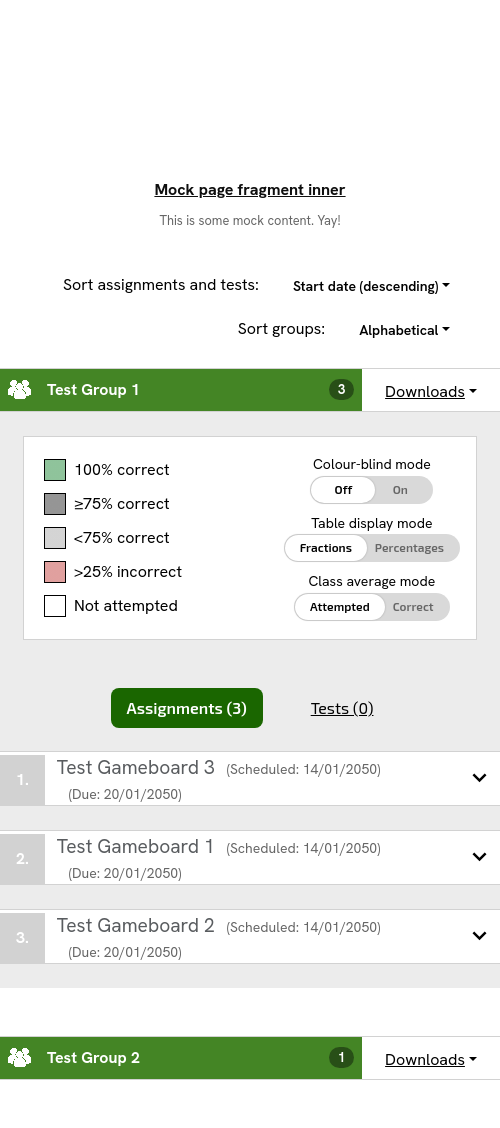 Mock page fragment inner
This is some mock content. Yay!
Sort assignments and tests: Start date (descending)
Sort groups: Alphabetical
Test Group 1 3 Downloads
100% correct
≥75% correct
<75% correct
>25% incorrect
Not attempted
Colour-blind mode
Off On
Table display mode
Fractions Percentages
Class average mode
Attempted Correct
Assignments (3) Tests (0)
1. Test Gameboard 3 (Scheduled: 14/01/2050)
(Due: 20/01/2050)
2. Test Gameboard 1 (Scheduled: 14/01/2050)
(Due: 20/01/2050)
3. Test Gameboard 2 (Scheduled: 14/01/2050)
(Due: 20/01/2050)
Test Group 2 1 Downloads